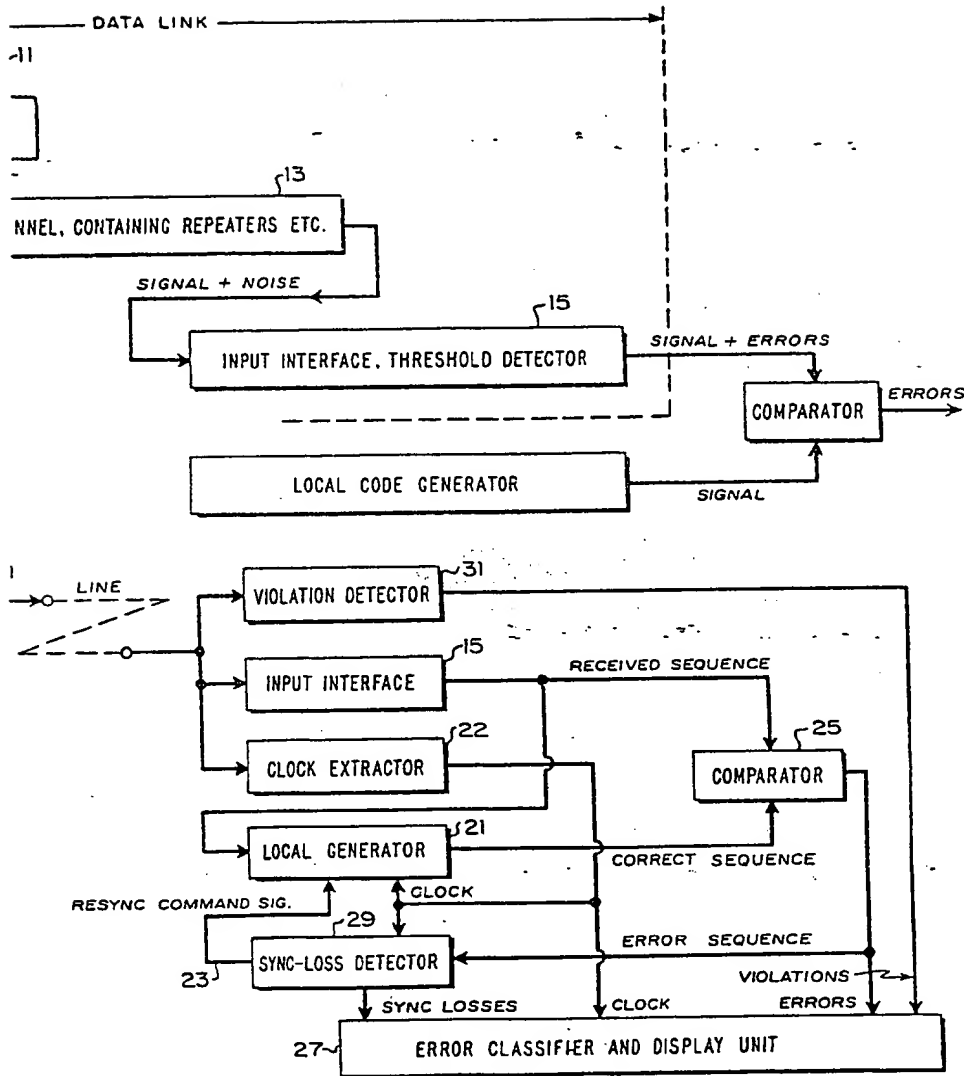 DATA LINK
11
13
NNEL, CONTAINING REPEATERS ETC.
SIGNAL + NOISE
15
INPUT INTERFACE, THRESHOLD DETECTOR
SIGNAL + ERRORS
COMPARATOR
ERRORS
LOCAL CODE GENERATOR
SIGNAL
1
LINE
31
VIOLATION DETECTOR
15
INPUT INTERFACE
RECEIVED SEQUENCE
22
CLOCK EXTRACTOR
25
COMPARATOR
21
LOCAL GENERATOR
CORRECT SEQUENCE
RESYNC COMMAND SIG.
CLOCK
29
SYNC-LOSS DETECTOR
ERROR SEQUENCE
23
VIOLATIONS
SYNC LOSSES
CLOCK
ERRORS
27
ERROR CLASSIFIER AND DISPLAY UNIT